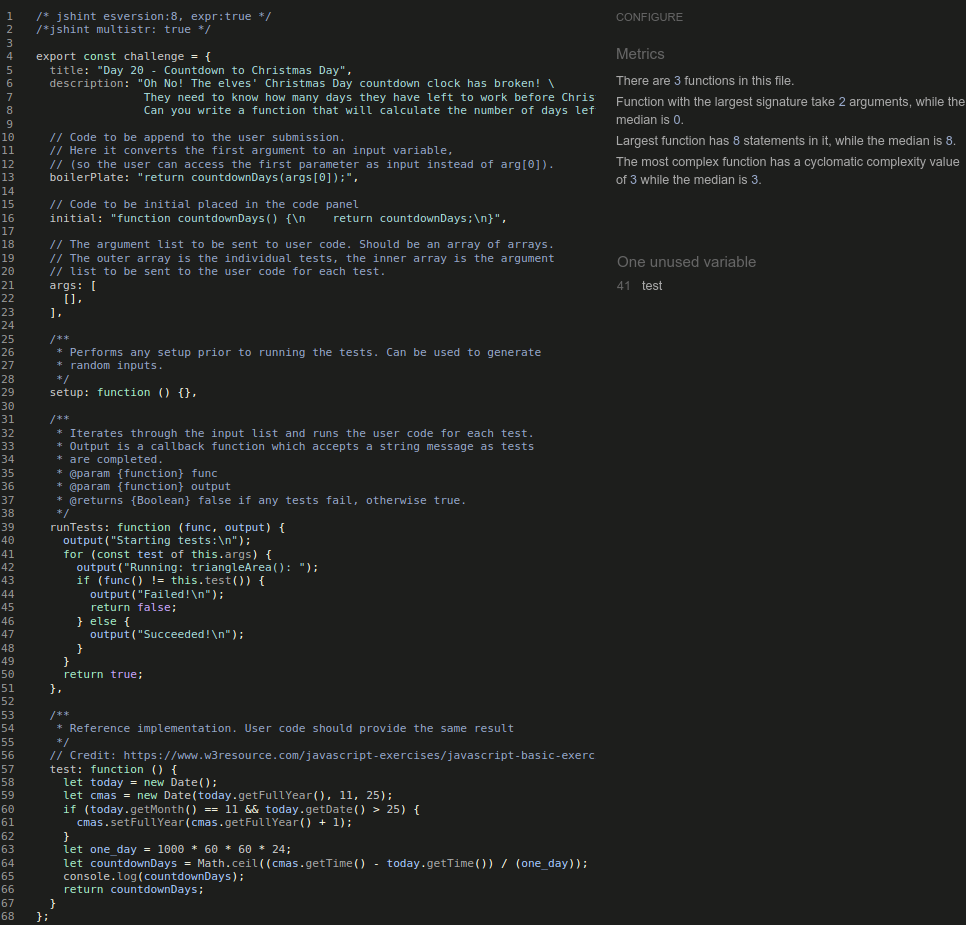 1 /* jshint esversion:8, expr:true */
2 /*jshint multistr: true */
3
4 export const challenge = {
5 title: "Day 20 - Countdown to Christmas Day",
6 description: "Oh No! The elves' Christmas Day countdown clock has broken! \
7 They need to know how many days they have left to work before Chris
8 Can you write a function that will calculate the number of days lef
9
10 // Code to be append to the user submission.
11 // Here it converts the first argument to an input variable,
12 // (so the user can access the first parameter as input instead of arg[0]).
13 boilerPlate: "return countdownDays(args[0]);",
14
15 // Code to be initial placed in the code panel
16 initial: "function countdownDays() {\n    return countdownDays;\n}",
17
18 // The argument list to be sent to user code. Should be an array of arrays.
19 // The outer array is the individual tests, the inner array is the argument
20 // list to be sent to the user code for each test.
21 args: [
22 [],
23 ],
24
25 /**
26 * Performs any setup prior to running the tests. Can be used to generate
27 * random inputs.
28 */
29 setup: function () {},
30
31 /**
32 * Iterates through the input list and runs the user code for each test.
33 * Output is a callback function which accepts a string message as tests
34 * are completed.
35 * @param {function} func
36 * @param {function} output
37 * @returns {Boolean} false if any tests fail, otherwise true.
38 */
39 runTests: function (func, output) {
40 output("Starting tests:\n");
41 for (const test of this.args) {
42 output("Running: triangleArea(): ");
43 if (func() != this.test()) {
44 output("Failed!\n");
45 return false;
46 } else {
47 output("Succeeded!\n");
48 }
49 }
50 return true;
51 },
52
53 /**
54 * Reference implementation. User code should provide the same result
55 */
56 // Credit: https://www.w3resource.com/javascript-exercises/javascript-basic-exerc
57 test: function () {
58 let today = new Date();
59 let cmas = new Date(today.getFullYear(), 11, 25);
60 if (today.getMonth() == 11 && today.getDate() > 25) {
61 cmas.setFullYear(cmas.getFullYear() + 1);
62 }
63 let one_day = 1000 * 60 * 60 * 24;
64 let countdownDays = Math.ceil((cmas.getTime() - today.getTime()) / (one_day));
65 console.log(countdownDays);
66 return countdownDays;
67 }
68 };
CONFIGURE
Metrics
There are 3 functions in this file.
Function with the largest signature take 2 arguments, while the
median is 0.
Largest function has 8 statements in it, while the median is 8.
The most complex function has a cyclomatic complexity value
of 3 while the median is 3.
One unused variable
41 test